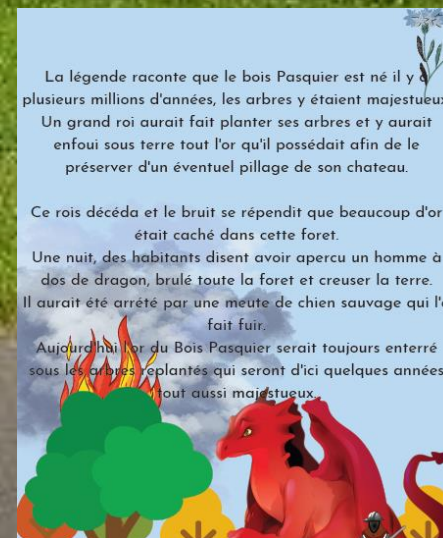 La légende raconte que le bois Pasquier est né il y a
plusieurs millions d'années, les arbres y étaient majestueux
Un grand roi aurait fait planter ses arbres et y aurait
enfoui sous terre tout l'or qu'il possédait afin de le
préserver d'un éventuel pillage de son chateau.
Ce rois décéda et le bruit se répendit que beaucoup d'or
était caché dans cette foret.
Une nuit, des habitants disent avoir apercu un homme à
dos de dragon, brulé toute la foret et creuser la terre.
Il aurait été arrété par une meute de chien sauvage qui l'a
fait fuir.
Aujourd'hui l'or du Bois Pasquier serait toujours enterré
sous les arbres replantés qui seront d'ici quelques années
tout aussi majestueux.